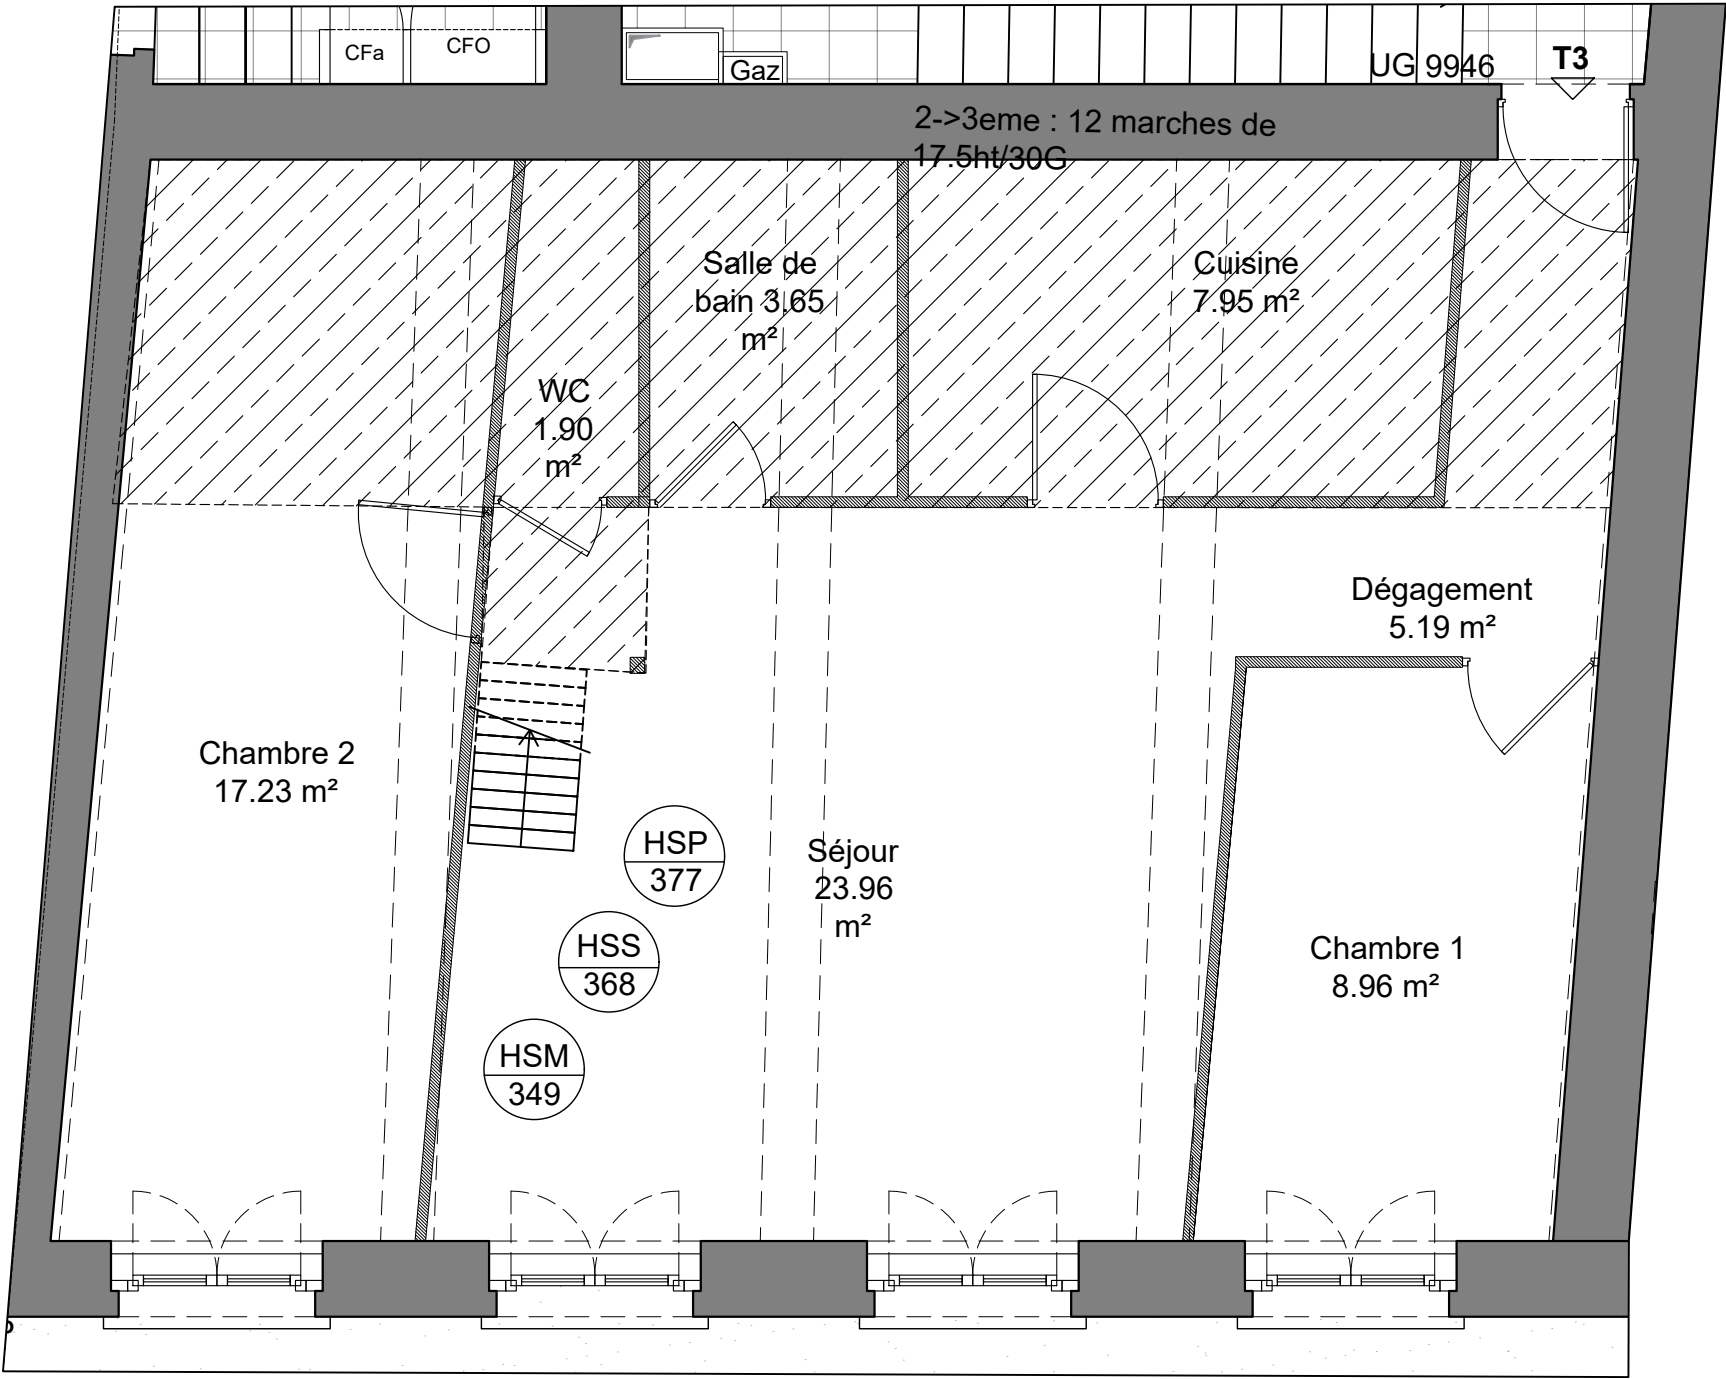 CFa
CFO
Gaz
UG 9946
T3
2->3eme : 12 marches de
17.5ht/30G
Salle de
bain 3.65
m²
Cuisine
7.95 m²
WC
1.90
m²
Dégagement
5.19 m²
Chambre 2
17.23 m²
HSP
377
Séjour
23.96
m²
HSS
368
Chambre 1
8.96 m²
HSM
349